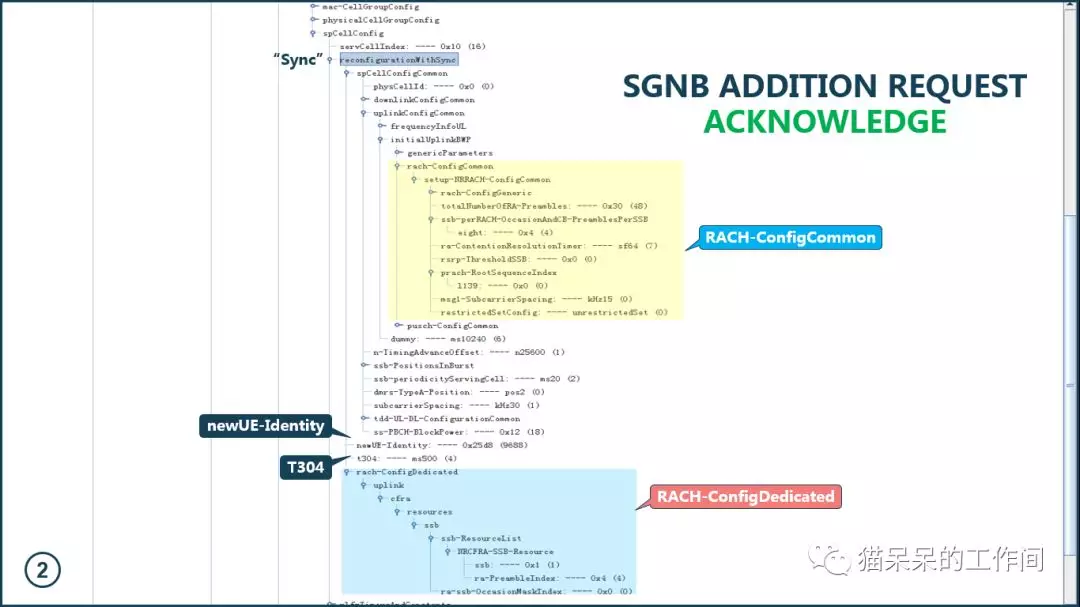 mac-CellGroupConfig
physicalCellGroupConfig
spCellConfig
servCellIndex: ---- 0x10 (16)
"Sync"
reconfigurationWithSync
spCellConfigCommon
physCellId: ---- 0x0 (0)
downlinkConfigCommon
uplinkConfigCommon
frequencyInfoUL
initialUplinkBWP
genericParameters
rach-ConfigCommon
setup-NRRACH-ConfigCommon
rach-ConfigGeneric
totalNumberOfRA-Preambles: ---- 0x30 (48)
ssb-perRACH-OccasionAndCB-PreamblesPerSSB
eight: ---- 0x4 (4)
ra-ContentionResolutionTimer: ---- sf64 (7)
rsrp-ThresholdSSB: ---- 0x0 (0)
prach-RootSequenceIndex
l139: ---- 0x0 (0)
msg1-SubcarrierSpacing: ---- kHz15 (0)
restrictedSetConfig: ---- unrestrictedSet (0)
pusch-ConfigCommon
dummy: ---- ms10240 (6)
n-TimingAdvanceOffset: ---- n25600 (1)
ssb-PositionsInBurst
ssb-periodicityServingCell: ---- ms20 (2)
dmrs-TypeA-Position: ---- pos2 (0)
subcarrierSpacing: ---- kHz30 (1)
tdd-UL-DL-ConfigurationCommon
ss-PBCH-BlockPower: ---- 0x12 (18)
newUE-Identity: ---- 0x25d8 (9688)
t304: ---- ms500 (4)
rach-ConfigDedicated
uplink
cfra
resources
ssb
ssb-ResourceList
NRCFRA-SSB-Resource
ssb: ---- 0x1 (1)
ra-PreambleIndex: ---- 0x4 (4)
ra-ssb-OccasionMaskIndex: ---- 0x0 (0)
SGNB ADDITION REQUEST
ACKNOWLEDGE
RACH-ConfigCommon
newUE-Identity
T304
RACH-ConfigDedicated
2
猫呆呆的工作间